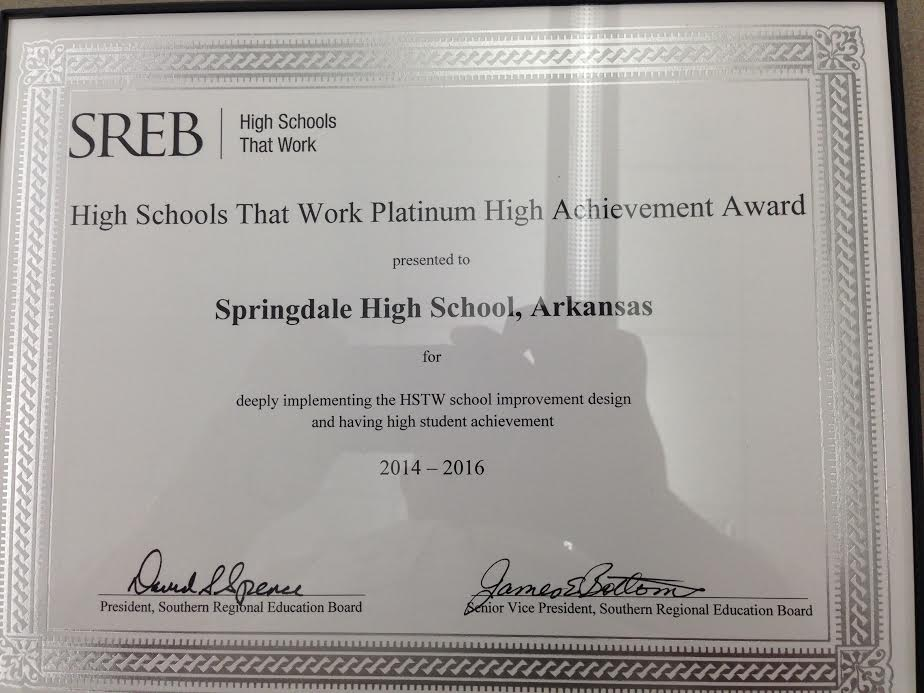 SREB
High Schools
That Work
High Schools That Work Platinum High Achievement Award
presented to
Springdale High School, Arkansas
for
deeply implementing the HSTW school improvement design
and having high student achievement
2014 – 2016
David S Spence
James E Bottom
President, Southern Regional Education Board
Senior Vice President, Southern Regional Education Board